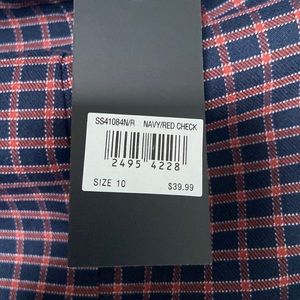 SS41084N/R NAVY/RED CHECK
2495 4228
SIZE 10 $39.99